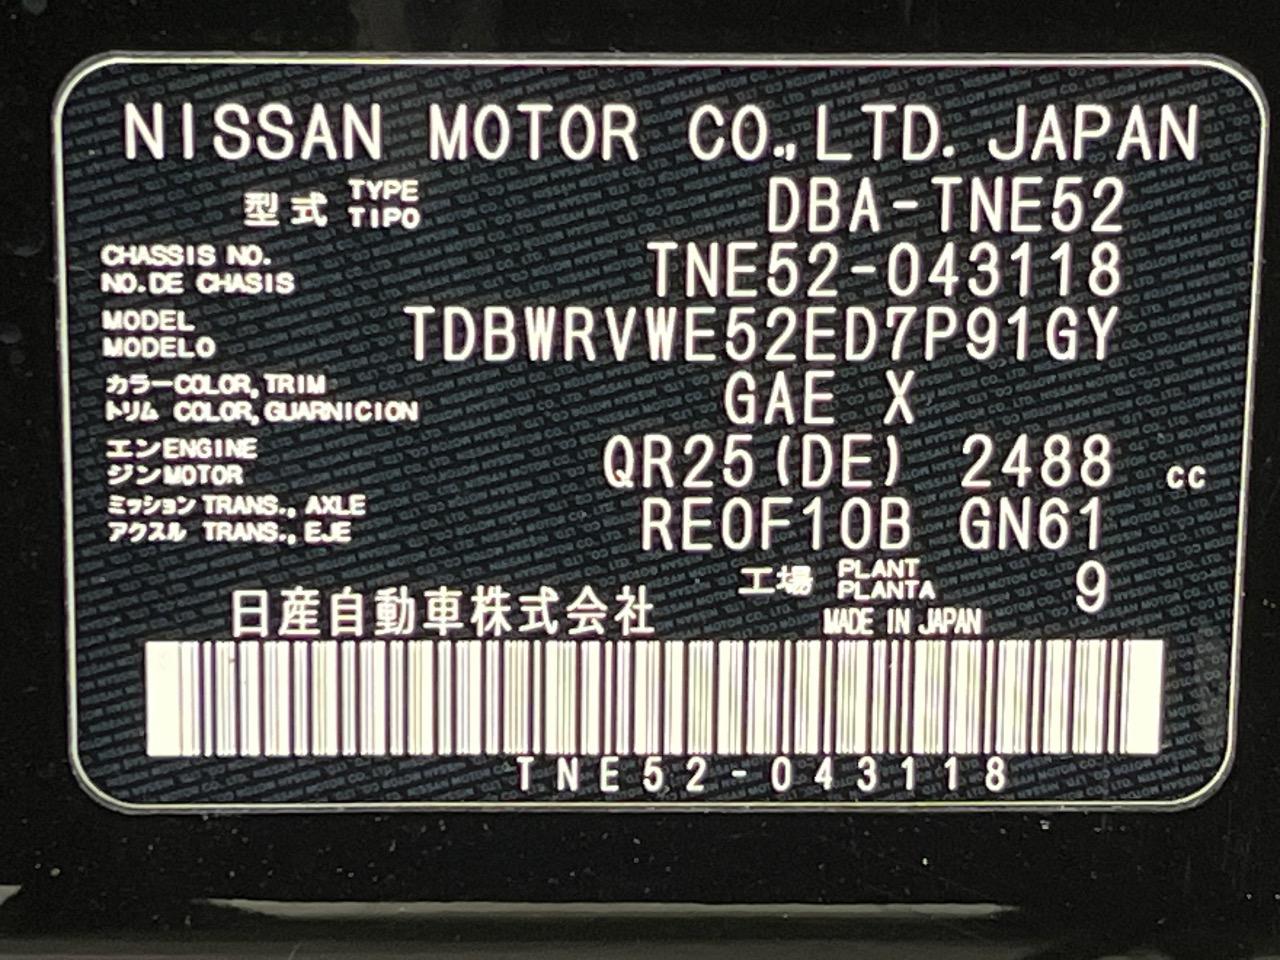 NISSAN MOTOR CO., LTD. JAPAN
型式 TYPE TIPO DBA-TNE52
CHASSIS NO. NO. DE CHASIS TNE52-043118
MODEL MODELO TDBWRVWE52ED7P91GY
カラー COLOR, TRIM トリム COLOR, GUARNICION GAE X
エンジン ENGINE MOTOR QR25(DE) 2488 cc
ミッション TRANS., AXLE アクスル TRANS., EJE RE0F10B GN61
工場 PLANT PLANTA 9
日産自動車株式会社 MADE IN JAPAN
TNE52-043118